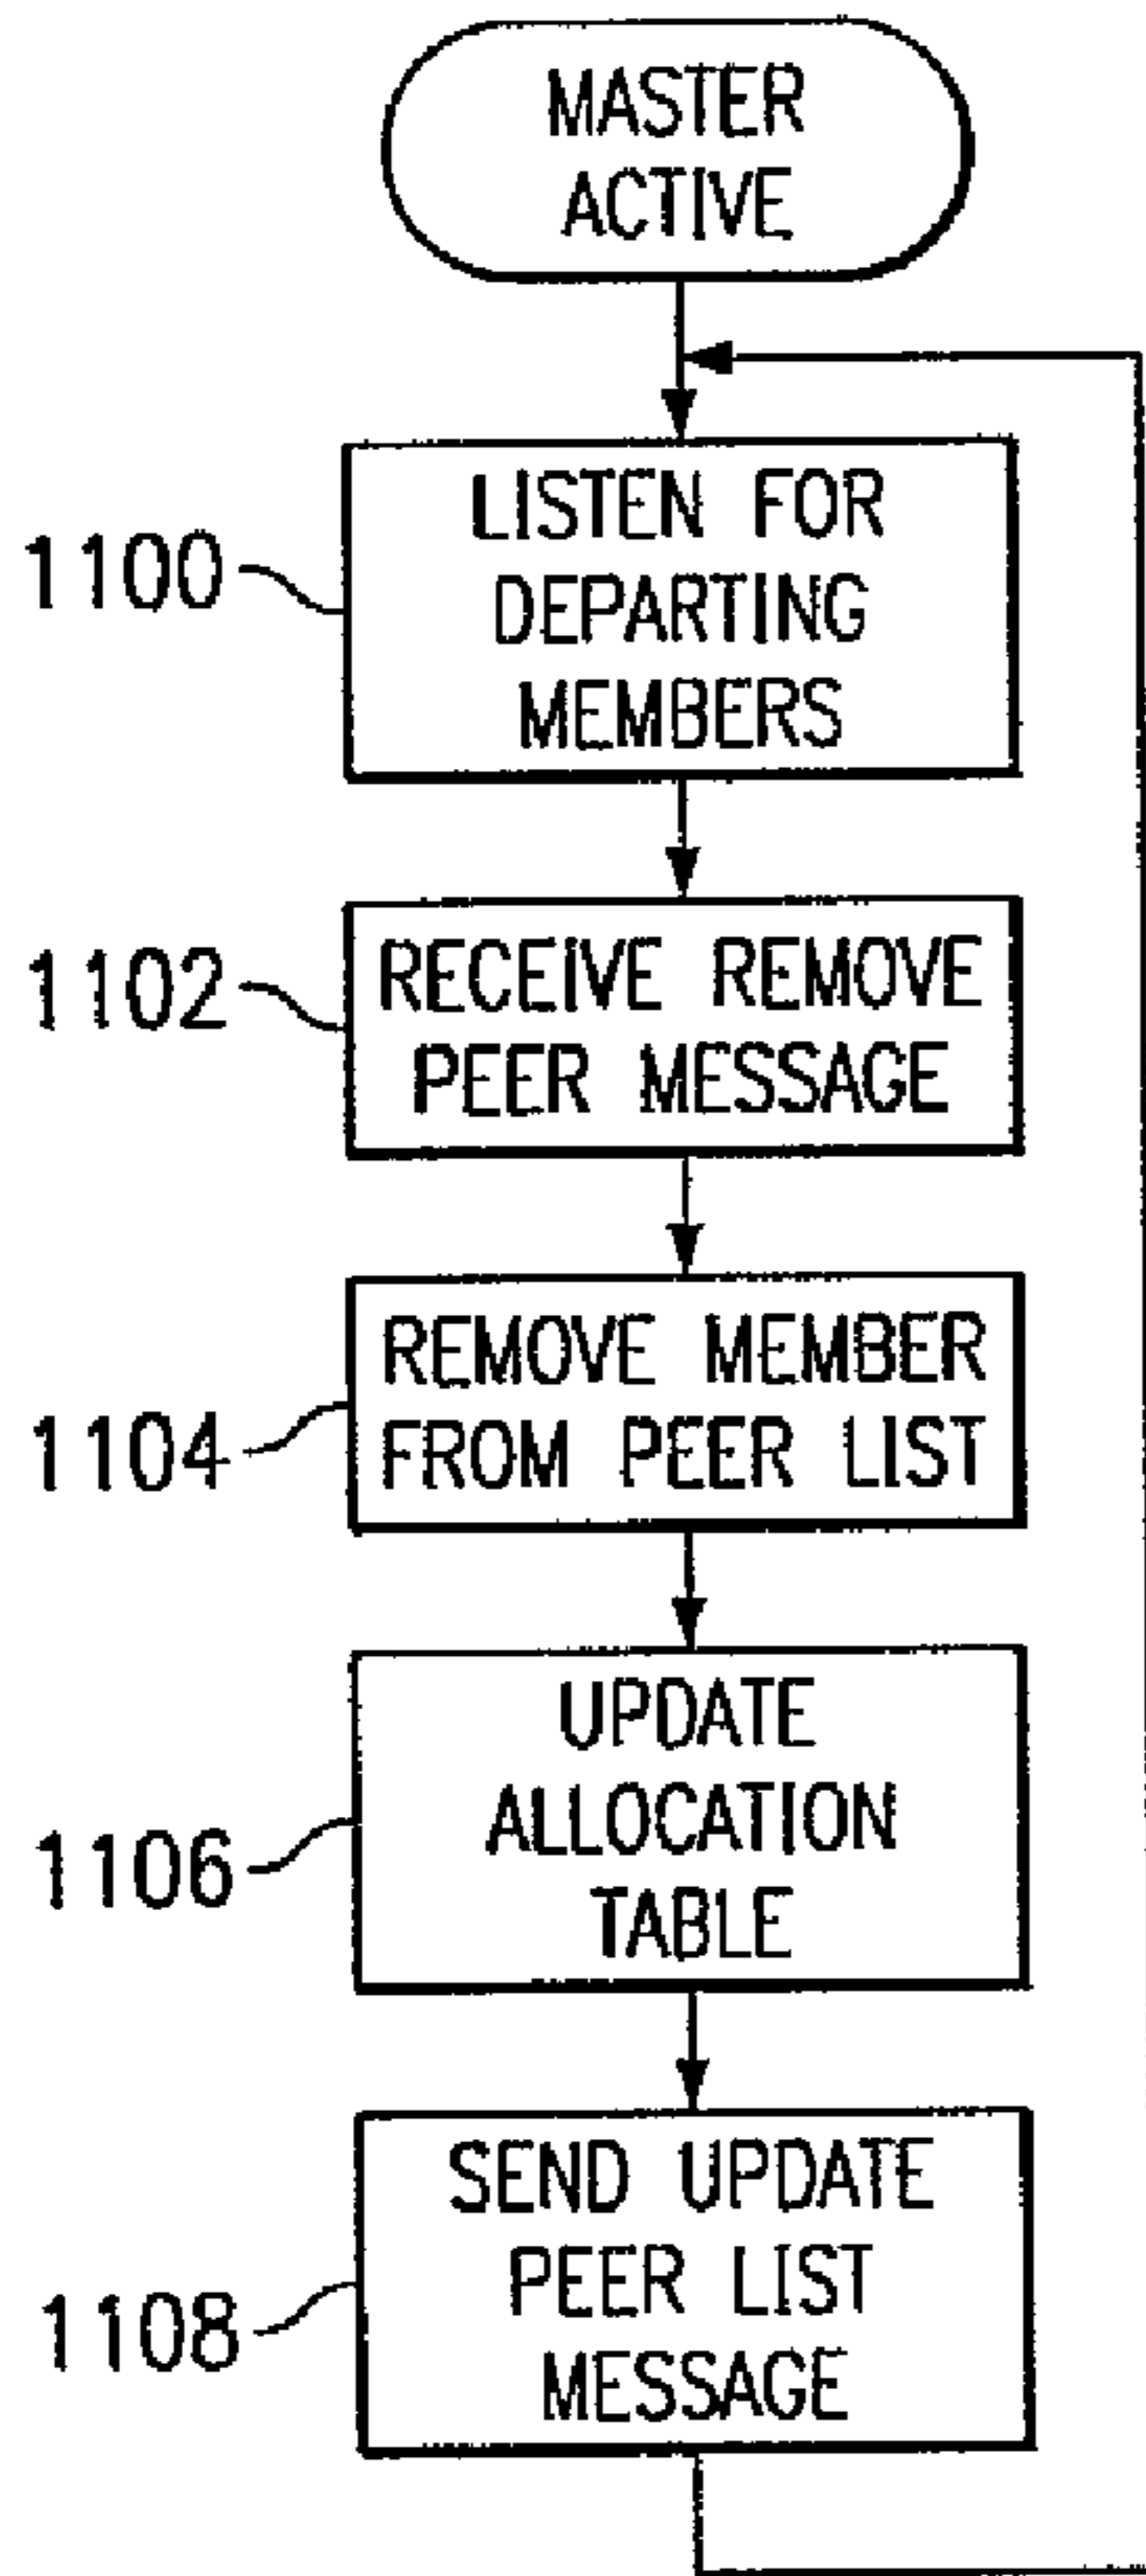 MASTER
ACTIVE
1100
LISTEN FOR
DEPARTING
MEMBERS
1102
RECEIVE REMOVE
PEER MESSAGE
1104
REMOVE MEMBER
FROM PEER LIST
1106
UPDATE
ALLOCATION
TABLE
1108
SEND UPDATE
PEER LIST
MESSAGE